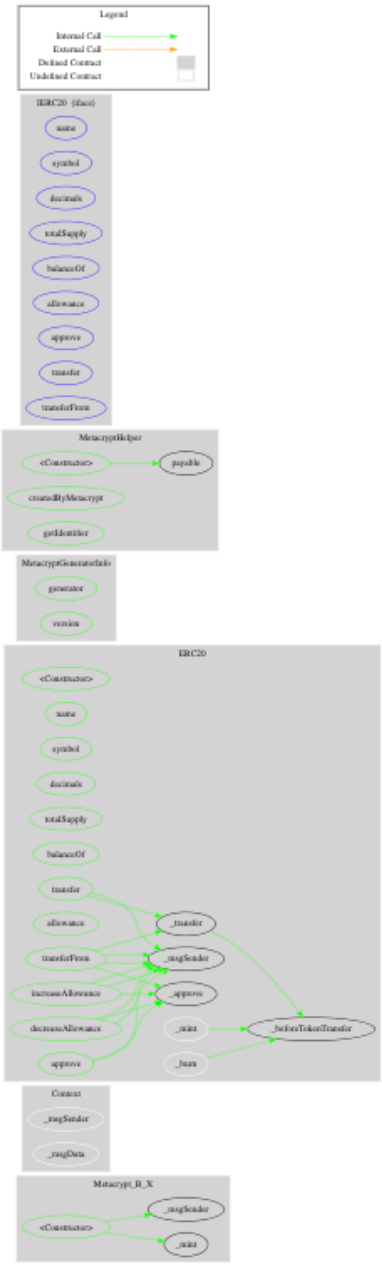 Legend
Internal Call
External Call
Defined Contract
Undefined Contract
IERC20 (iface)
name
symbol
decimals
totalSupply
balanceOf
allowance
approve
transfer
transferFrom
MetacryptHelper
<Constructor>
payable
createdByMetacrypt
getIdentifier
MetacryptGeneratorInfo
generator
version
ERC20
<Constructor>
name
symbol
decimals
totalSupply
balanceOf
transfer
allowance
_transfer
transferFrom
_msgSender
increaseAllowance
_approve
decreaseAllowance
_mint
_beforeTokenTransfer
approve
_burn
Context
_msgSender
_msgData
Metacrypt_B_X
_msgSender
<Constructor>
_mint